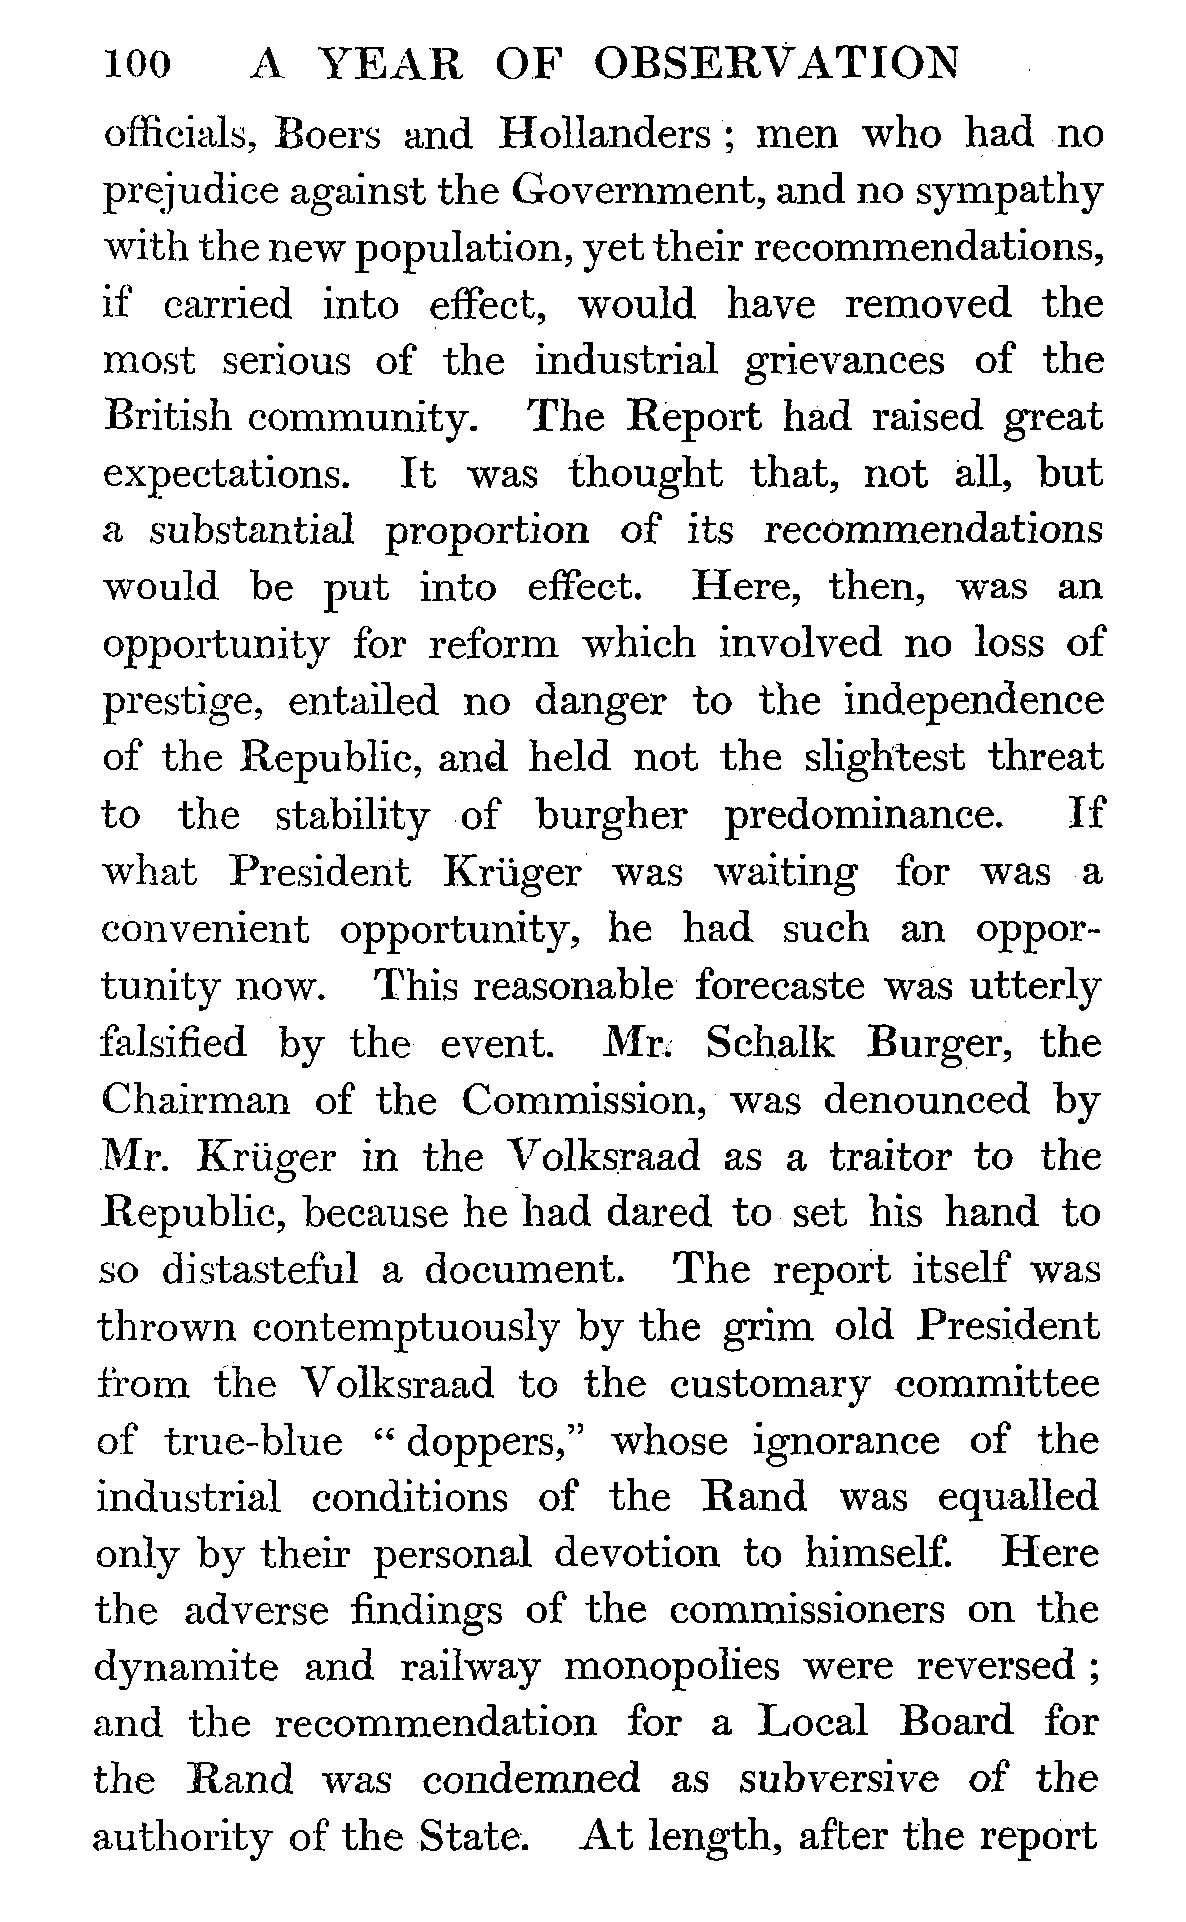 100 A YEAR OF OBSERVATION
officials, Boers and Hollanders ; men who had no
prejudice against the Government, and no sympathy
with the new population, yet their recommendations,
if carried into effect, would have removed the
most serious of the industrial grievances of the
British community. The Report had raised great
expectations. It was thought that, not all, but
a substantial proportion of its recommendations
would be put into effect. Here, then, was an
opportunity for reform which involved no loss of
prestige, entailed no danger to the independence
of the Republic, and held not the slightest threat
to the stability of burgher predominance. If
what President Krüger was waiting for was a
convenient opportunity, he had such an oppor-
tunity now. This reasonable forecaste was utterly
falsified by the event. Mr. Schalk Burger, the
Chairman of the Commission, was denounced by
Mr. Krüger in the Volksraad as a traitor to the
Republic, because he had dared to set his hand to
so distasteful a document. The report itself was
thrown contemptuously by the grim old President
from the Volksraad to the customary committee
of true-blue “ doppers,” whose ignorance of the
industrial conditions of the Rand was equalled
only by their personal devotion to himself. Here
the adverse findings of the commissioners on the
dynamite and railway monopolies were reversed ;
and the recommendation for a Local Board for
the Rand was condemned as subversive of the
authority of the State. At length, after the report